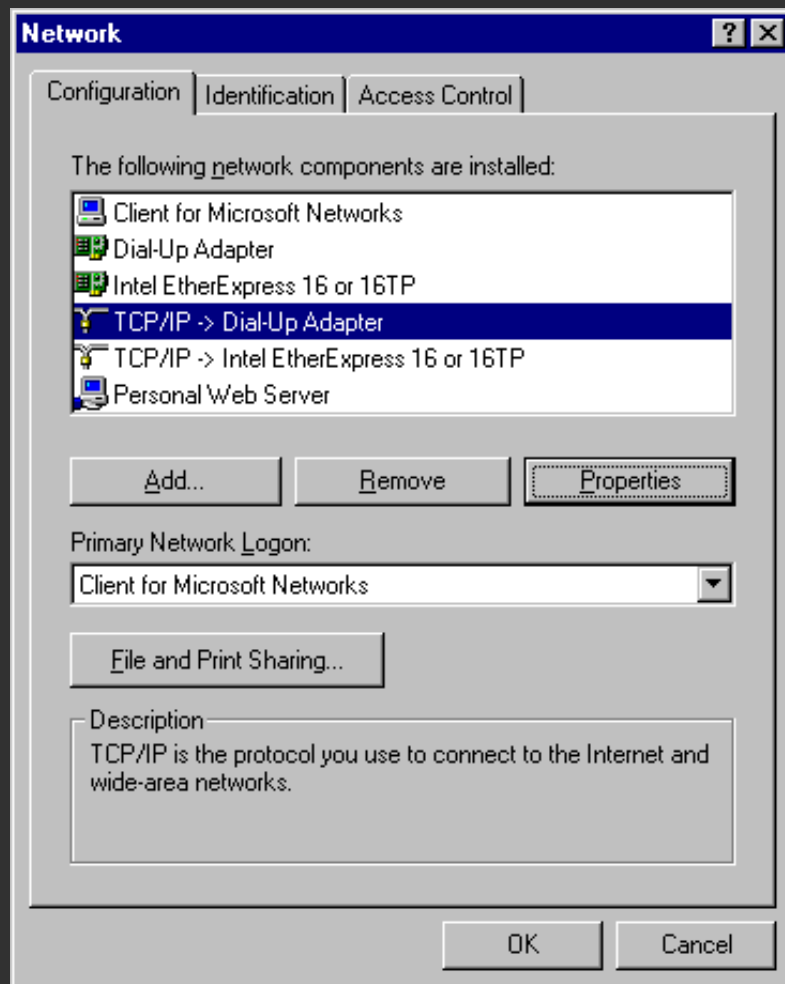 Network
Configuration Identification Access Control
The following network components are installed:
Client for Microsoft Networks
Dial-Up Adapter
Intel EtherExpress 16 or 16TP
TCP/IP -> Dial-Up Adapter
TCP/IP -> Intel EtherExpress 16 or 16TP
Personal Web Server
Add... Remove Properties
Primary Network Logon:
Client for Microsoft Networks
File and Print Sharing...
Description
TCP/IP is the protocol you use to connect to the Internet and
wide-area networks.
OK Cancel